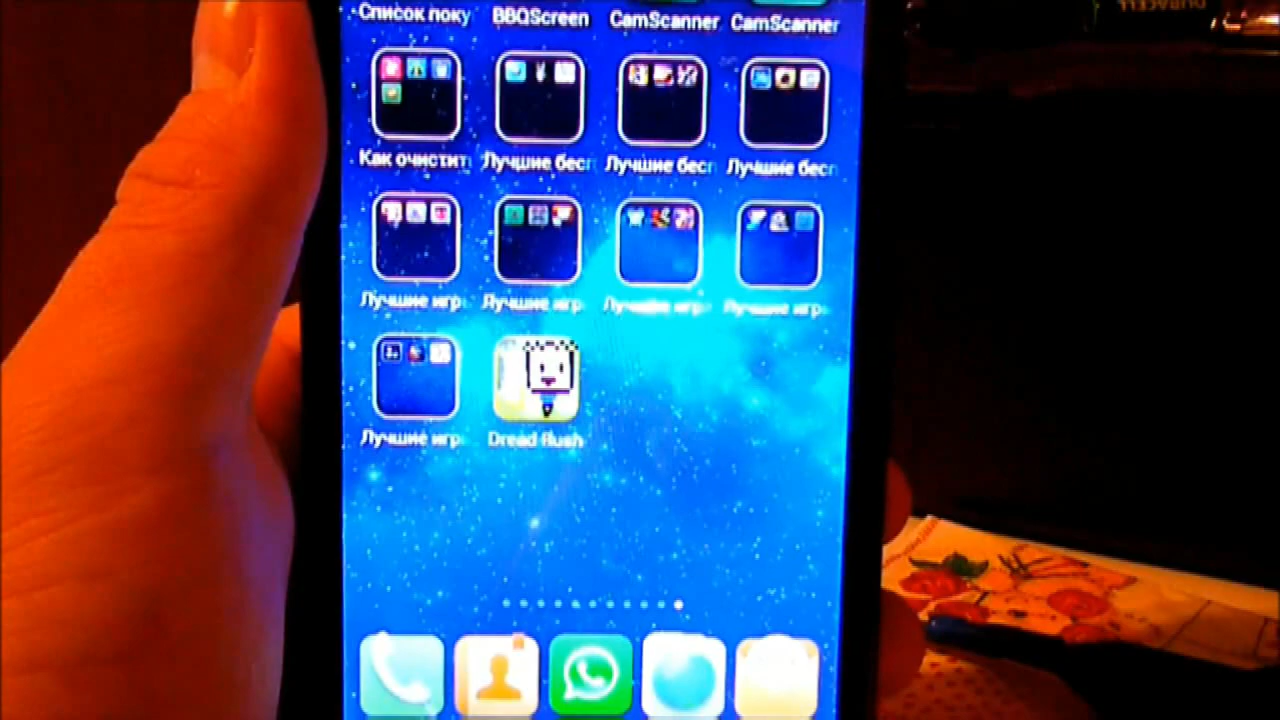 DURACELL
Список поку
BBQScreen
CamScanner
CamScanner
Как очистит
Лучшие бесп
Лучшие бесп
Лучшие бесп
Лучшие игр
Лучшие игр
Лучшие игр
Лучшие игр
Лучшие игр
Dread Rush